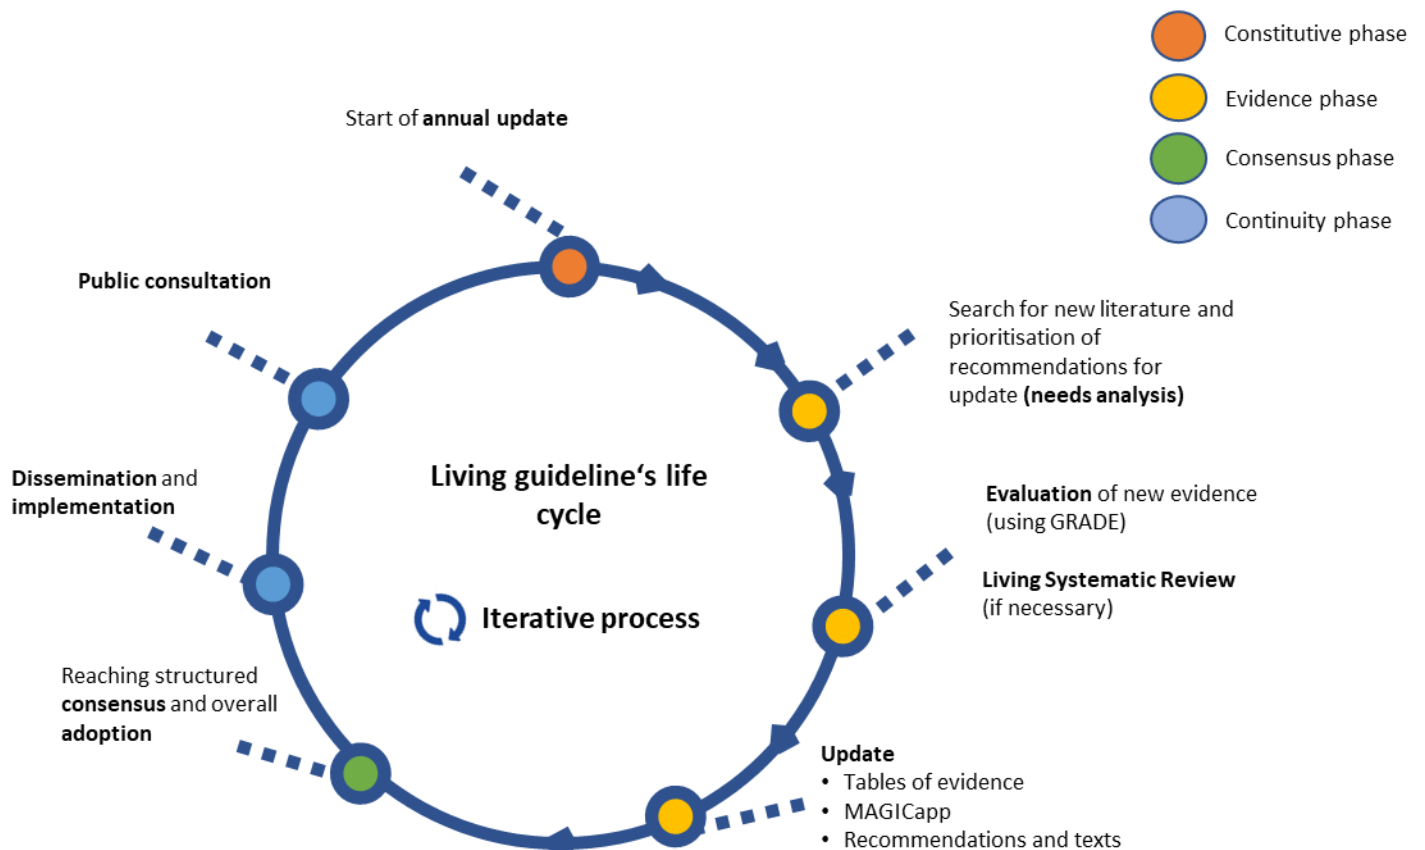 Constitutive phase
Evidence phase
Consensus phase
Continuity phase
Start of annual update
Public consultation
Search for new literature and
prioritisation of
recommendations for
update (needs analysis)
Dissemination and
implementation
Living guideline‘s life
cycle
Evaluation of new evidence
(using GRADE)
Living Systematic Review
(if necessary)
Iterative process
Reaching structured
consensus and overall
adoption
Update
• Tables of evidence
• MAGICapp
• Recommendations and texts